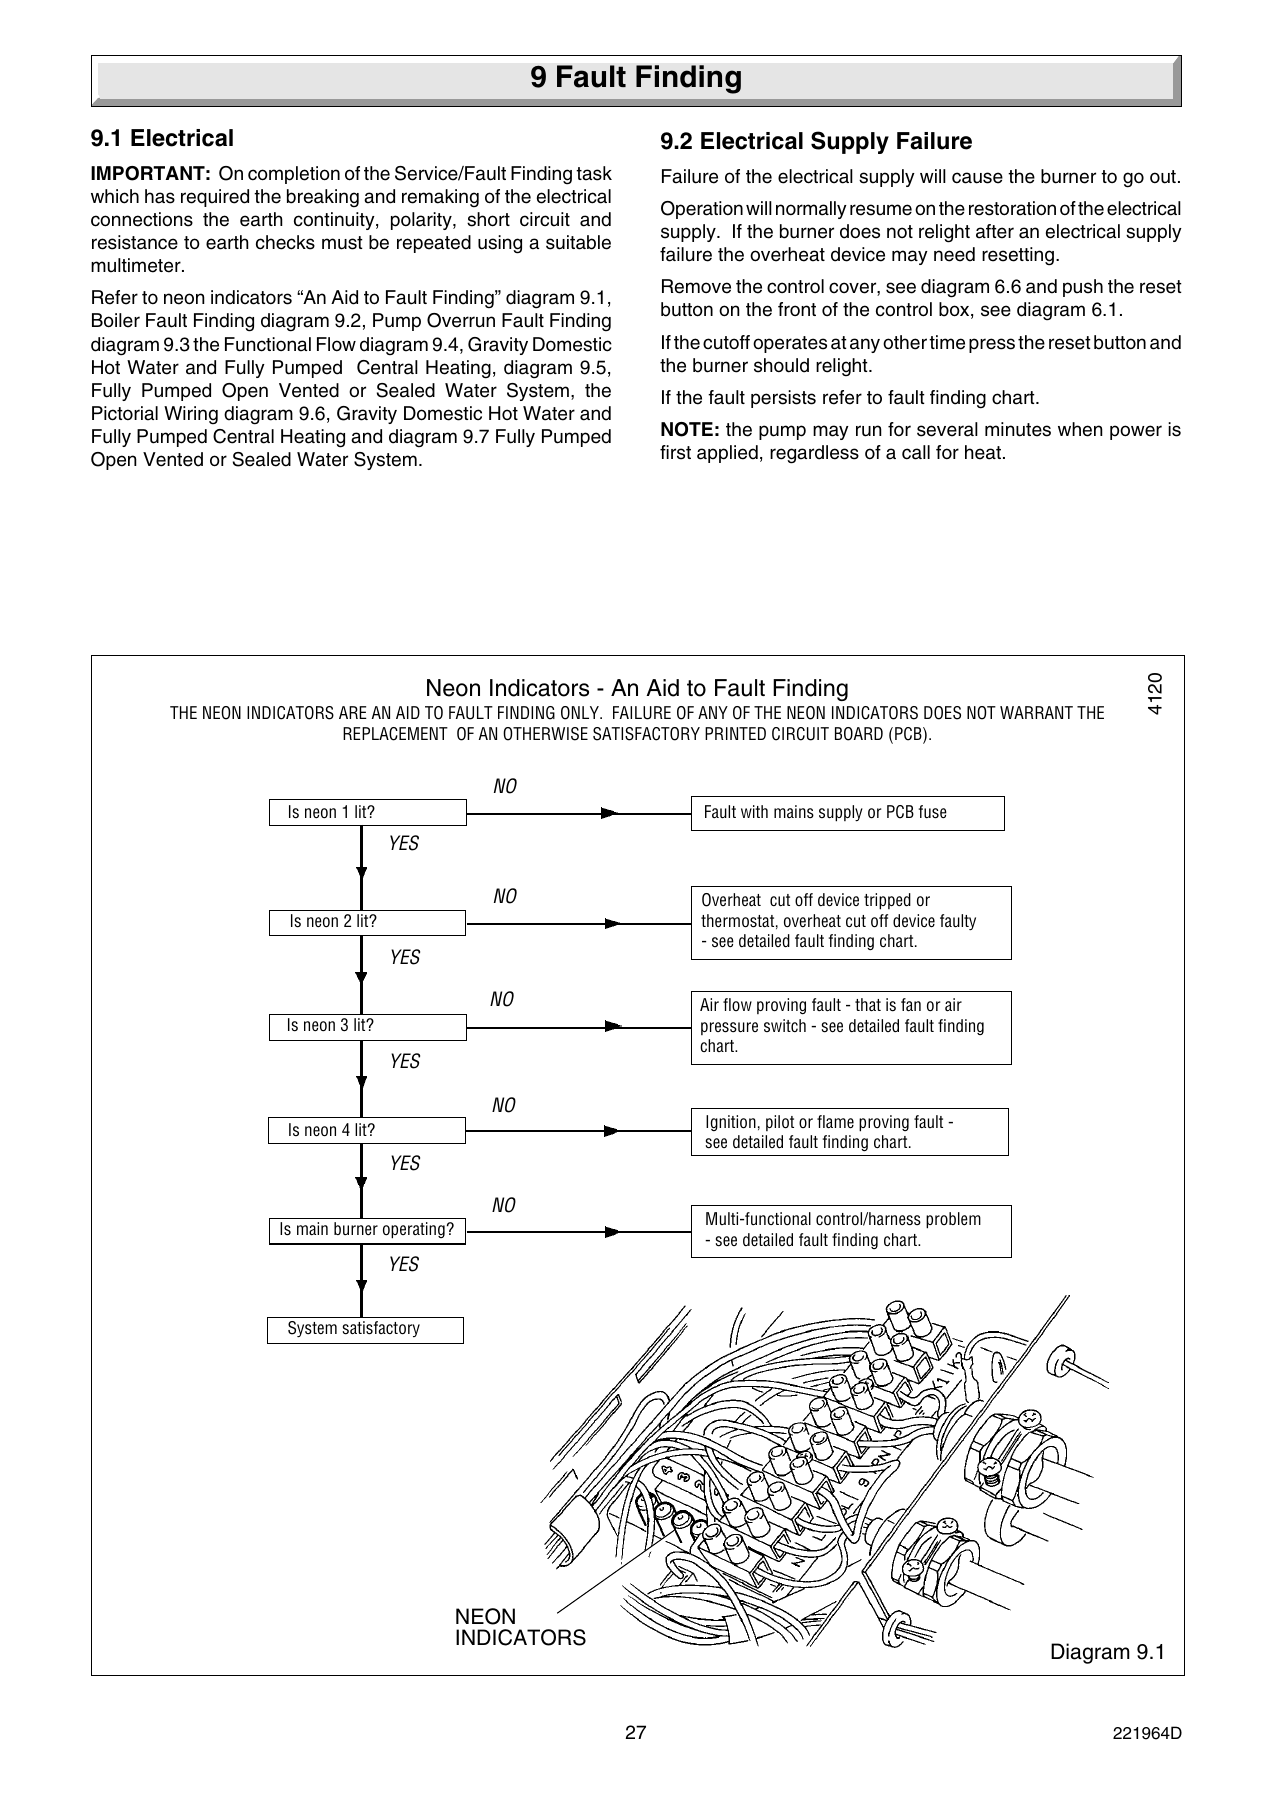 9 Fault Finding
9.1 Electrical
IMPORTANT: On completion of the Service/Fault Finding task
which has required the breaking and remaking of the electrical
connections the earth continuity, polarity, short circuit and
resistance to earth checks must be repeated using a suitable
multimeter.
Refer to neon indicators “An Aid to Fault Finding” diagram 9.1,
Boiler Fault Finding diagram 9.2, Pump Overrun Fault Finding
diagram 9.3 the Functional Flow diagram 9.4, Gravity Domestic
Hot Water and Fully Pumped Central Heating, diagram 9.5,
Fully Pumped Open Vented or Sealed Water System, the
Pictorial Wiring diagram 9.6, Gravity Domestic Hot Water and
Fully Pumped Central Heating and diagram 9.7 Fully Pumped
Open Vented or Sealed Water System.
9.2 Electrical Supply Failure
Failure of the electrical supply will cause the burner to go out.
Operation will normally resume on the restoration of the electrical
supply. If the burner does not relight after an electrical supply
failure the overheat device may need resetting.
Remove the control cover, see diagram 6.6 and push the reset
button on the front of the control box, see diagram 6.1.
If the cutoff operates at any other time press the reset button and
the burner should relight.
If the fault persists refer to fault finding chart.
NOTE: the pump may run for several minutes when power is
first applied, regardless of a call for heat.
Neon Indicators - An Aid to Fault Finding
4120
THE NEON INDICATORS ARE AN AID TO FAULT FINDING ONLY. FAILURE OF ANY OF THE NEON INDICATORS DOES NOT WARRANT THE
REPLACEMENT OF AN OTHERWISE SATISFACTORY PRINTED CIRCUIT BOARD (PCB).
NO
Is neon 1 lit?
Fault with mains supply or PCB fuse
YES
NO
Is neon 2 lit?
Overheat cut off device tripped or
thermostat, overheat cut off device faulty
- see detailed fault finding chart.
YES
NO
Is neon 3 lit?
Air flow proving fault - that is fan or air
pressure switch - see detailed fault finding
chart.
YES
NO
Is neon 4 lit?
Ignition, pilot or flame proving fault -
see detailed fault finding chart.
YES
NO
Is main burner operating?
Multi-functional control/harness problem
- see detailed fault finding chart.
YES
System satisfactory
K1 K2
4 3 2
9
N
NEON
INDICATORS
Diagram 9.1
27
221964D